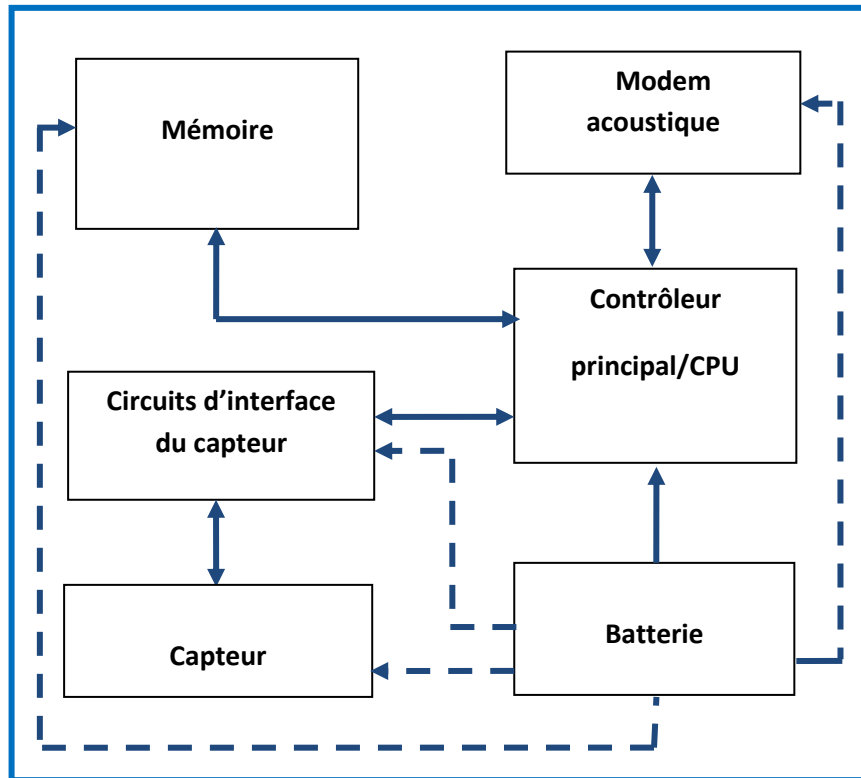 Mémoire
Modem
acoustique
Contrôleur
principal/CPU
Circuits d’interface
du capteur
Capteur
Batterie